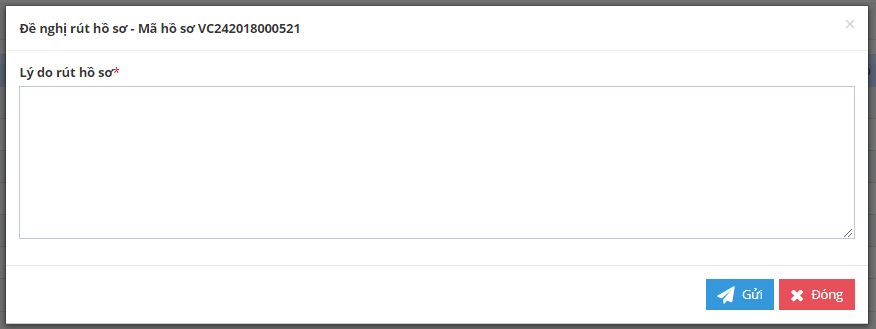 Đề nghị rút hồ sơ - Mã hồ sơ VC242018000521
Lý do rút hồ sơ*
Gửi
Đóng